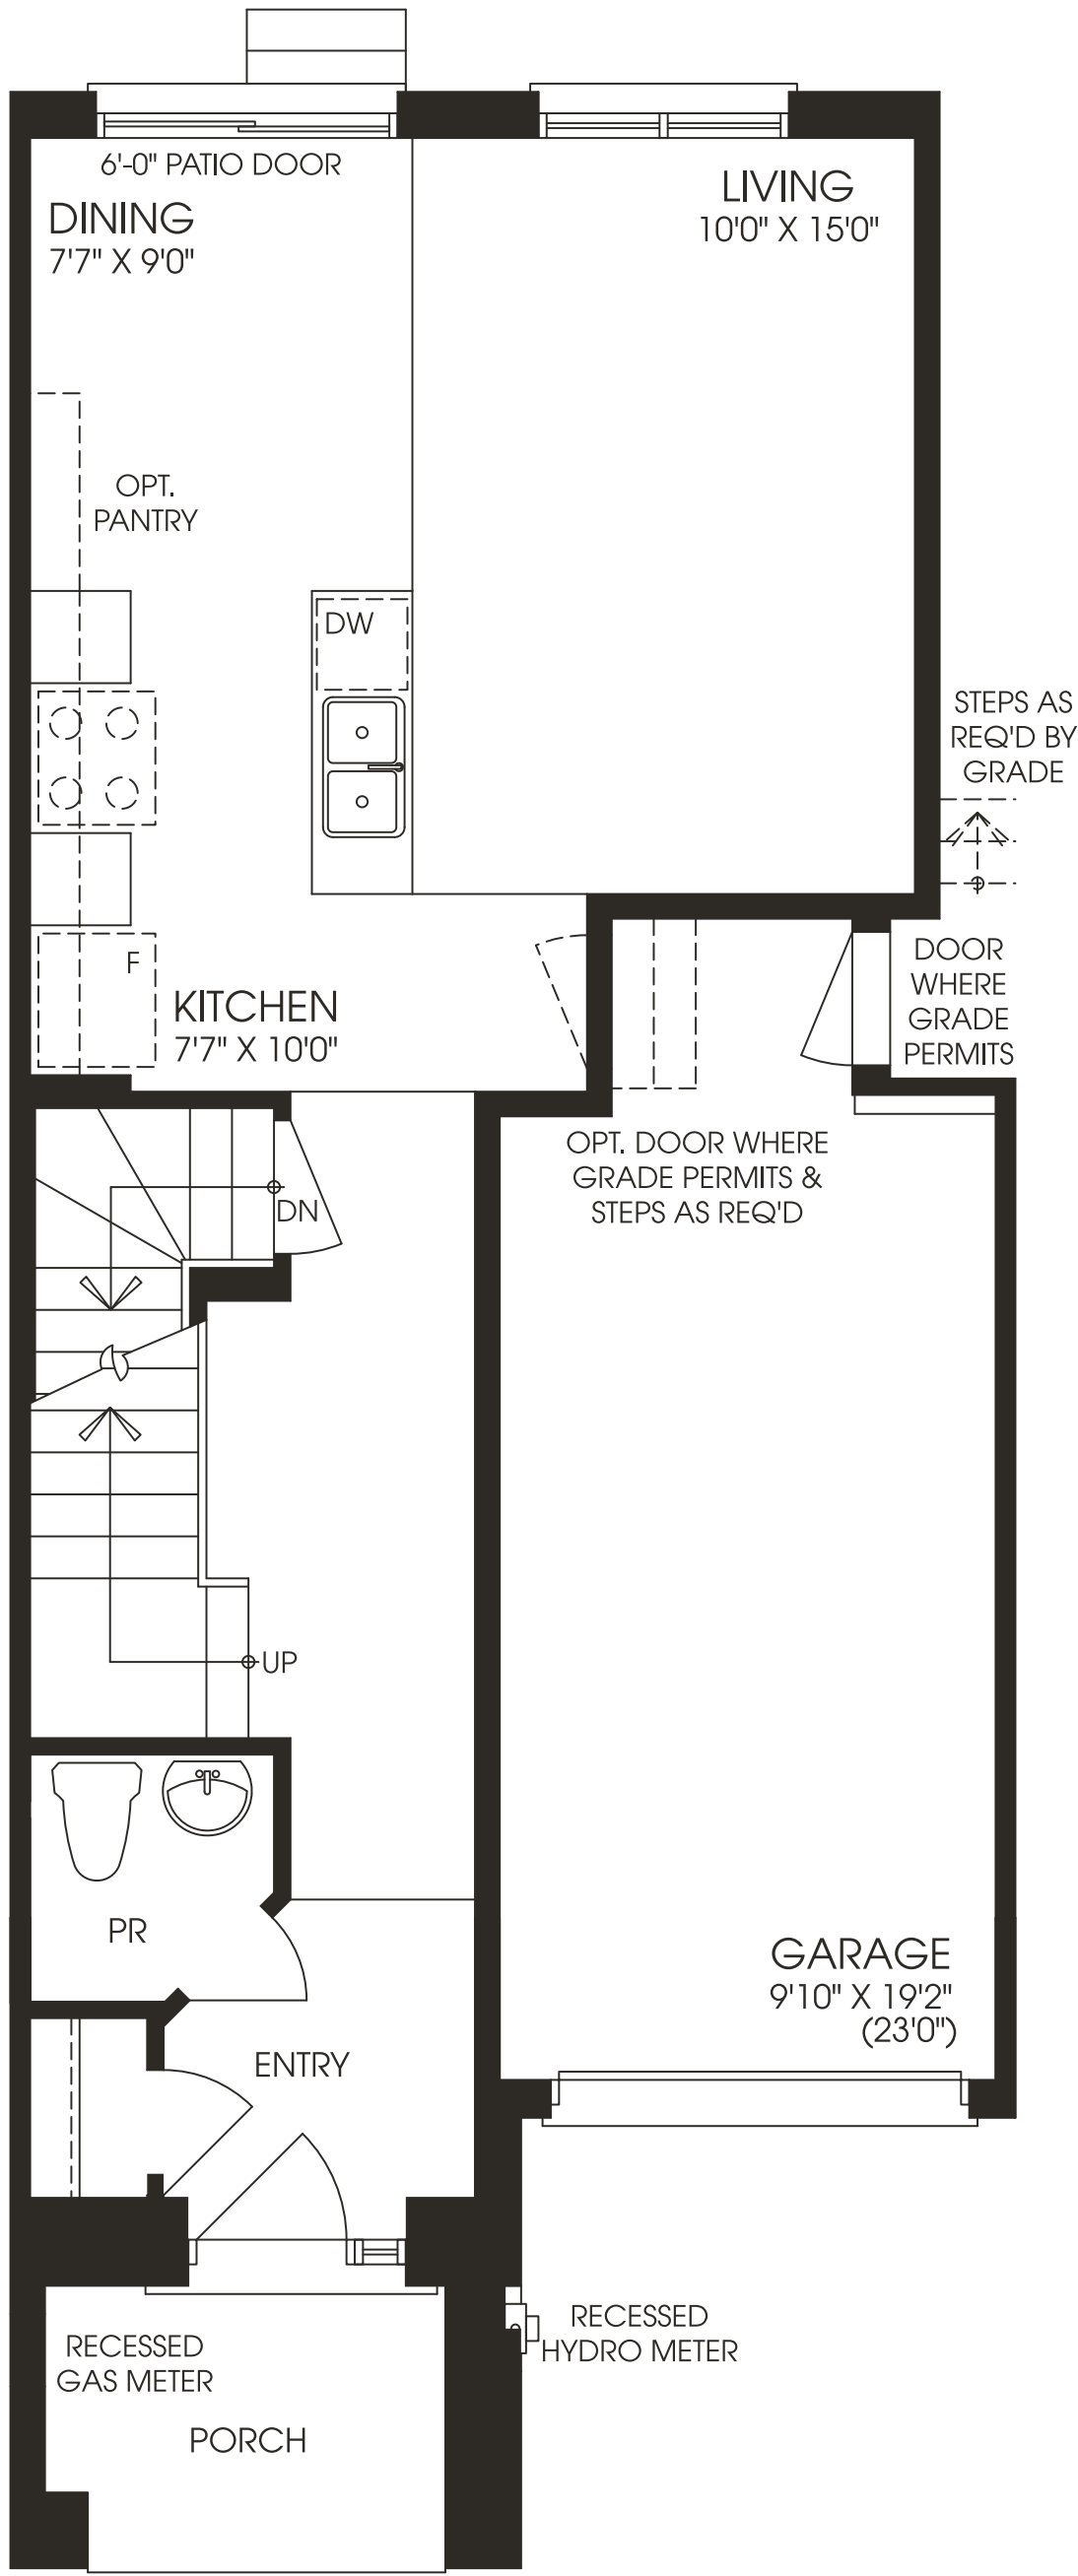 6'-0" PATIO DOOR
DINING
7'7" X 9'0"
LIVING
10'0" X 15'0"
OPT.
PANTRY
DW
STEPS AS
REQ'D BY
GRADE
F
KITCHEN
7'7" X 10'0"
DOOR
WHERE
GRADE
PERMITS
OPT. DOOR WHERE
GRADE PERMITS &
STEPS AS REQ'D
DN
UP
PR
GARAGE
9'10" X 19'2"
(23'0")
ENTRY
RECESSED
GAS METER
RECESSED
HYDRO METER
PORCH